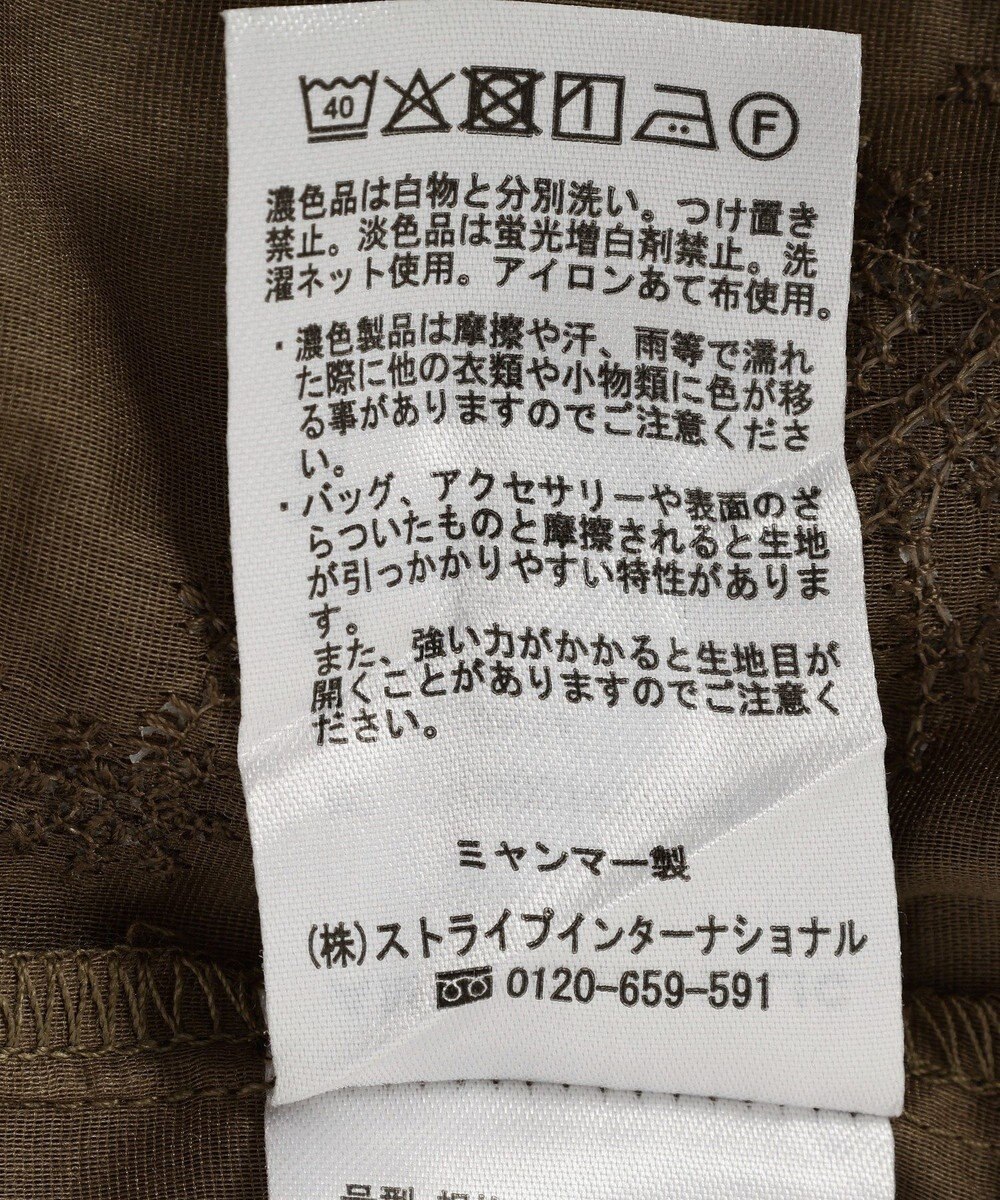 40
F
濃色品は白物と分別洗い。つけ置き
禁止。淡色品は蛍光増白剤禁止。洗
濯ネット使用。アイロンあて布使用。
・濃色製品は摩擦や汗、雨等で濡れ
た際に他の衣類や小物類に色が移
る事がありますのでご注意くださ
い。
・バッグ、アクセサリーや表面のざ
らついたものと摩擦されると生地
が引っかかりやすい特性がありま
す。
また、強い力がかかると生地目が
開くことがありますのでご注意く
ださい。
ミャンマー製
(株)ストライプインターナショナル
0120-659-591